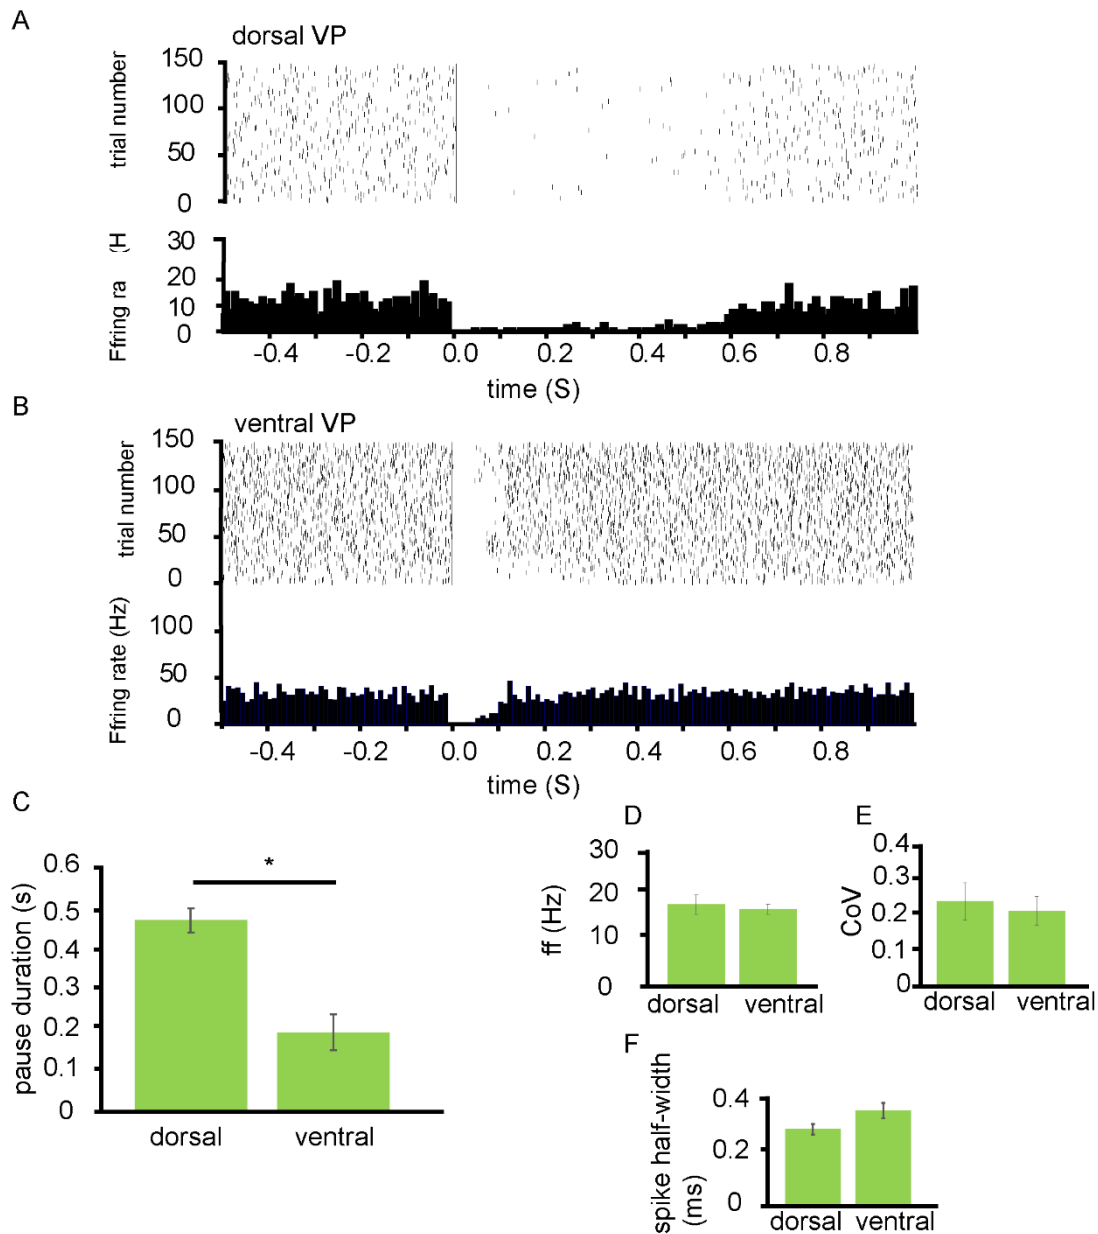 A
dorsal VP
trial number
150
100
50
0
Ffring ra (H
30
20
10
0
-0.4 -0.2 0.0 0.2 0.4 0.6 0.8
time (S)
B
ventral VP
trial number
150
100
50
0
Ffring rate (Hz)
100
50
0
-0.4 -0.2 0.0 0.2 0.4 0.6 0.8
time (S)
C
pause duration (s)
0.6
0.5
0.4
0.3
0.2
0.1
0
*
dorsal ventral
D
ff (Hz)
30
20
10
0
dorsal ventral
E
CoV
0.4
0.3
0.2
0.1
0
dorsal ventral
F
spike half-width
(ms)
0.4
0.2
0
dorsal ventral